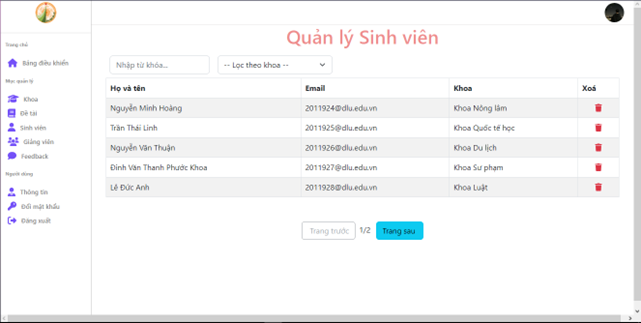 Trang chủ
Bảng điều khiển
Mục quản lý
Khoa
Đề tài
Sinh viên
Giảng viên
Feedback
Người dùng
Thông tin
Đổi mật khẩu
Đăng xuất
Quản lý Sinh viên
Nhập từ khóa...
-- Lọc theo khoa --
Họ và tên Email Khoa Xoá
Nguyễn Minh Hoàng 2011924@dlu.edu.vn Khoa Nông lâm
Trần Thái Linh 2011925@dlu.edu.vn Khoa Quốc tế học
Nguyễn Văn Thuận 2011926@dlu.edu.vn Khoa Du lịch
Đinh Văn Thanh Phước Khoa 2011927@dlu.edu.vn Khoa Sư phạm
Lê Đức Anh 2011928@dlu.edu.vn Khoa Luật
Trang trước 1/2 Trang sau